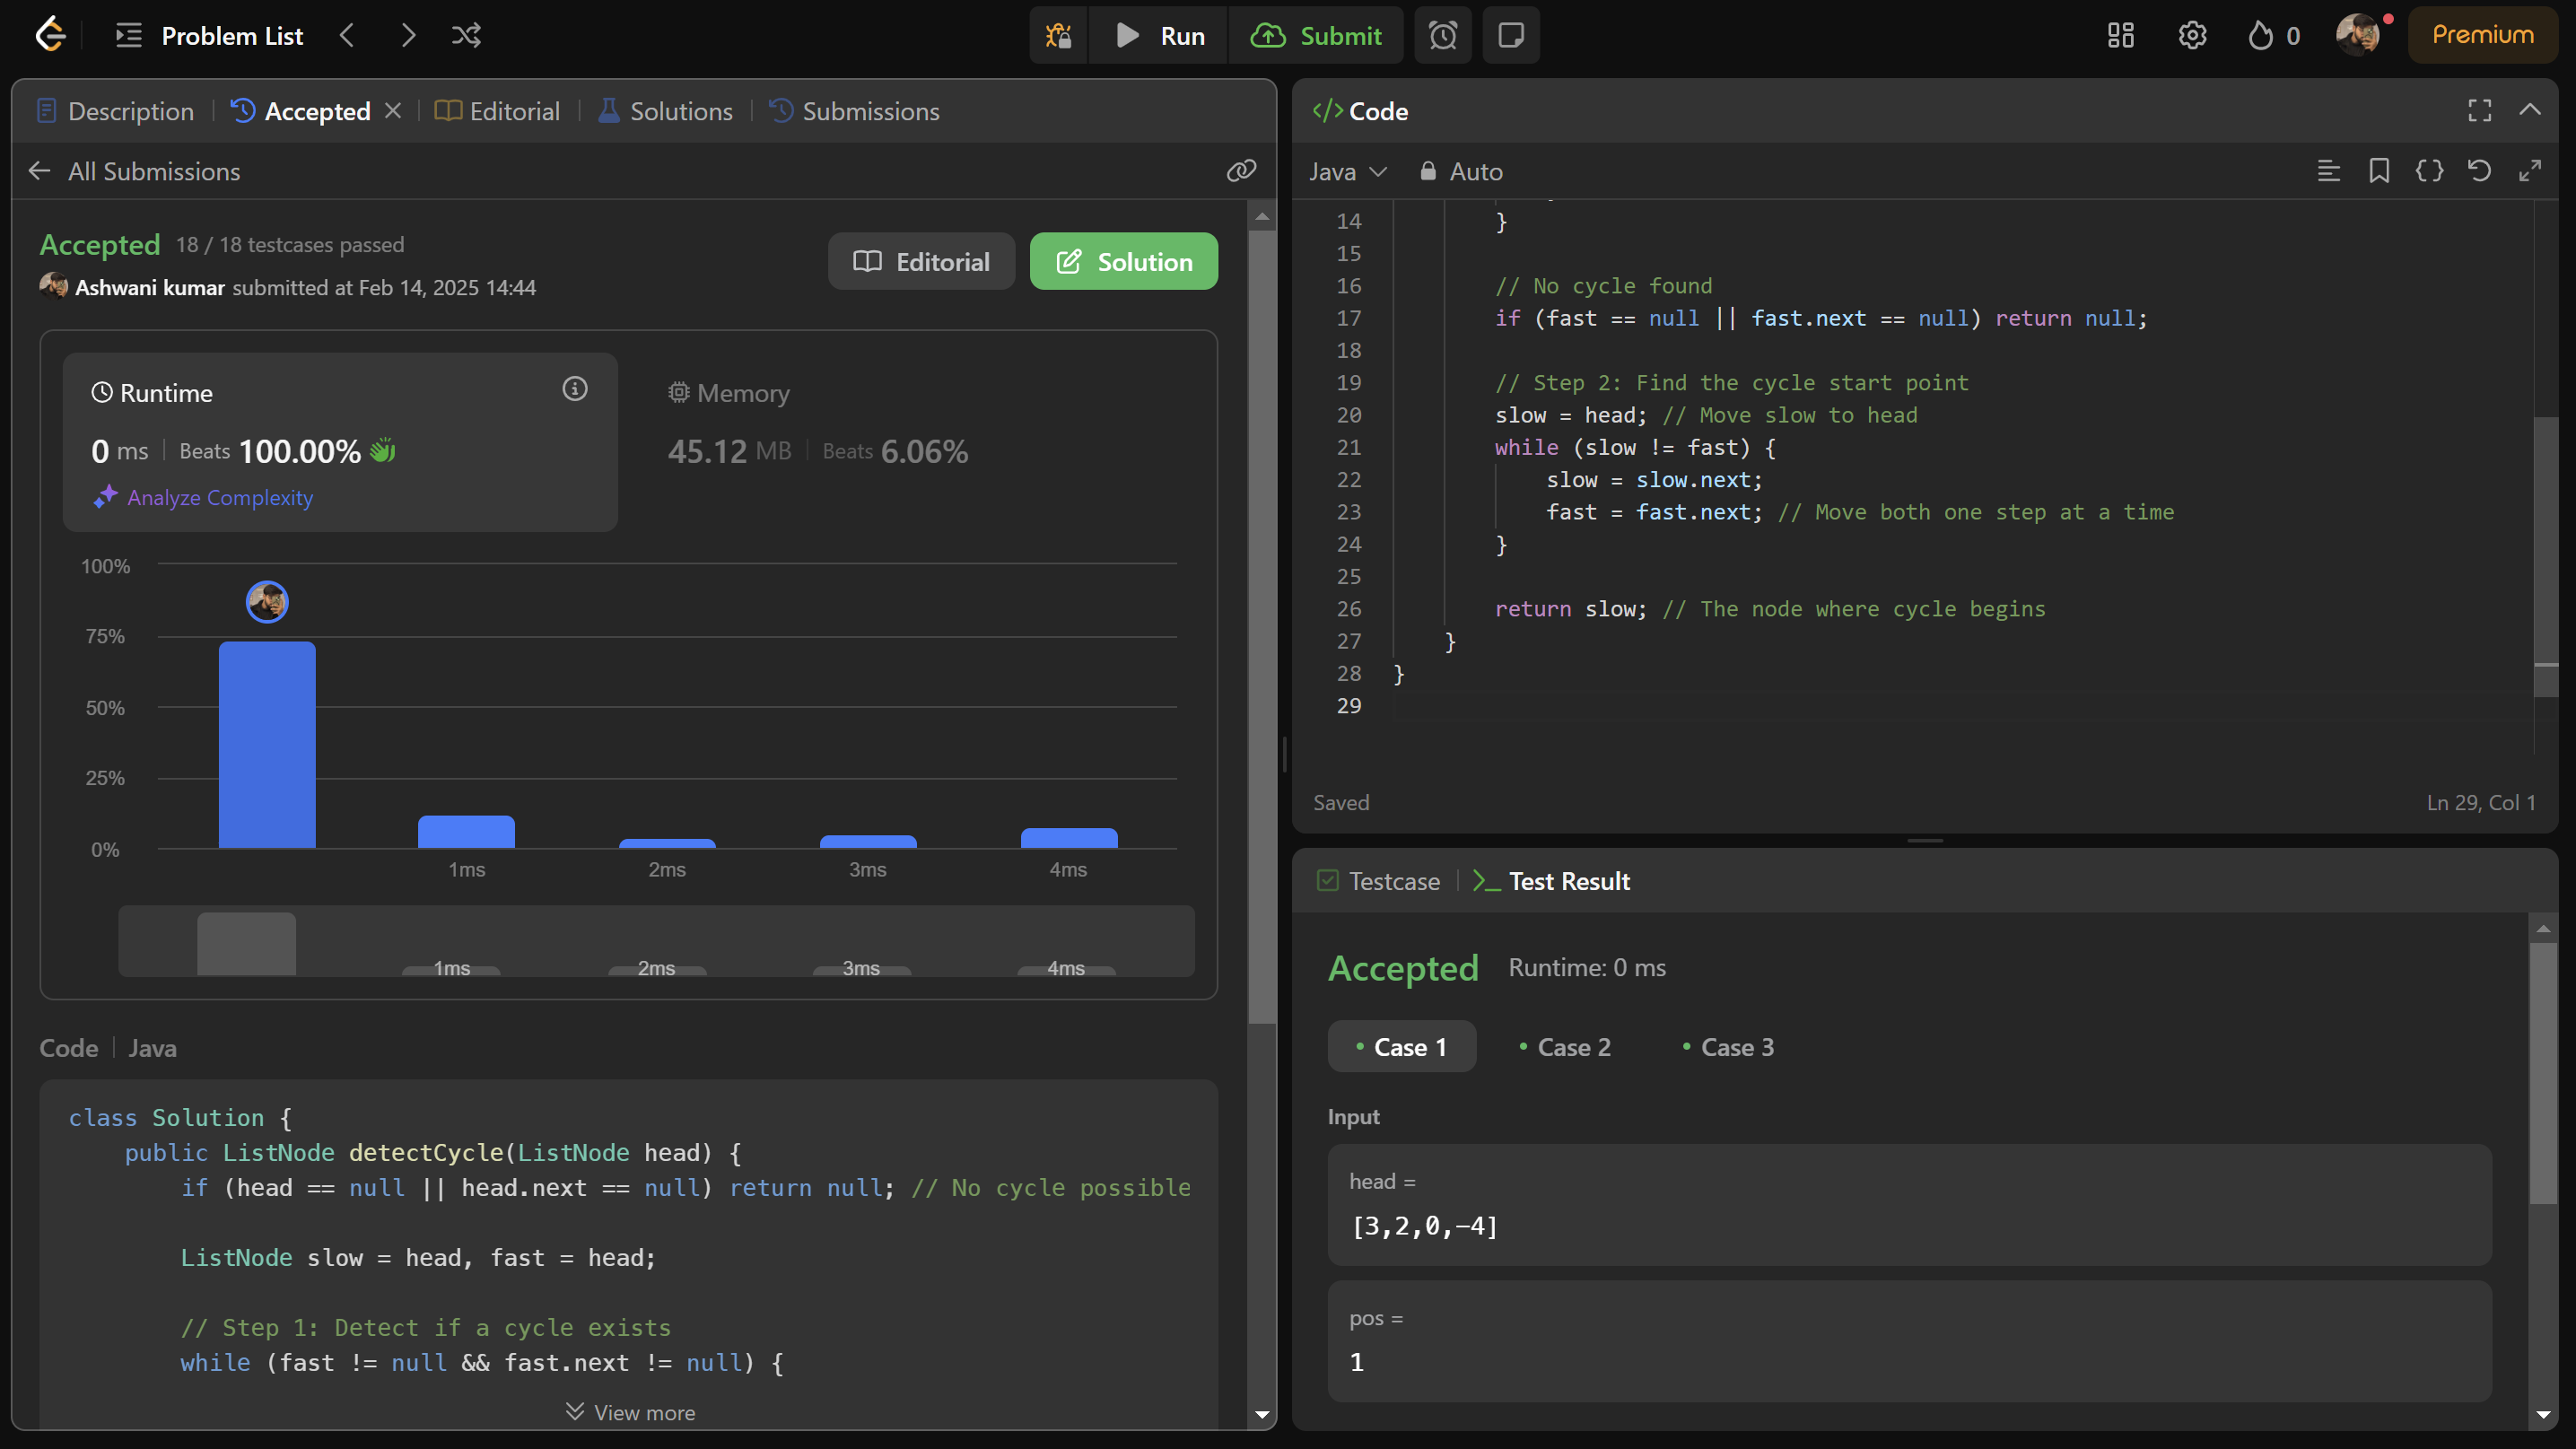 Problem List
Run
Submit
0
Premium
Description
Accepted
Editorial
Solutions
Submissions
All Submissions
Accepted 18 / 18 testcases passed
Ashwani kumar submitted at Feb 14, 2025 14:44
Editorial
Solution
Runtime
0 ms Beats 100.00%
Analyze Complexity
Memory
45.12 MB Beats 6.06%
100%
75%
50%
25%
0%
1ms 2ms 3ms 4ms
1ms 2ms 3ms 4ms
Code Java
class Solution {
    public ListNode detectCycle(ListNode head) {
        if (head == null || head.next == null) return null; // No cycle possible
        ListNode slow = head, fast = head;
        // Step 1: Detect if a cycle exists
        while (fast != null && fast.next != null) {
View more
</> Code
Java
Auto
14 }
15
16 // No cycle found
17 if (fast == null || fast.next == null) return null;
18
19 // Step 2: Find the cycle start point
20 slow = head; // Move slow to head
21 while (slow != fast) {
22     slow = slow.next;
23     fast = fast.next; // Move both one step at a time
24 }
25
26 return slow; // The node where cycle begins
27 }
28 }
29
Saved
Ln 29, Col 1
Testcase
Test Result
Accepted Runtime: 0 ms
Case 1
Case 2
Case 3
Input
head =
[3,2,0,-4]
pos =
1